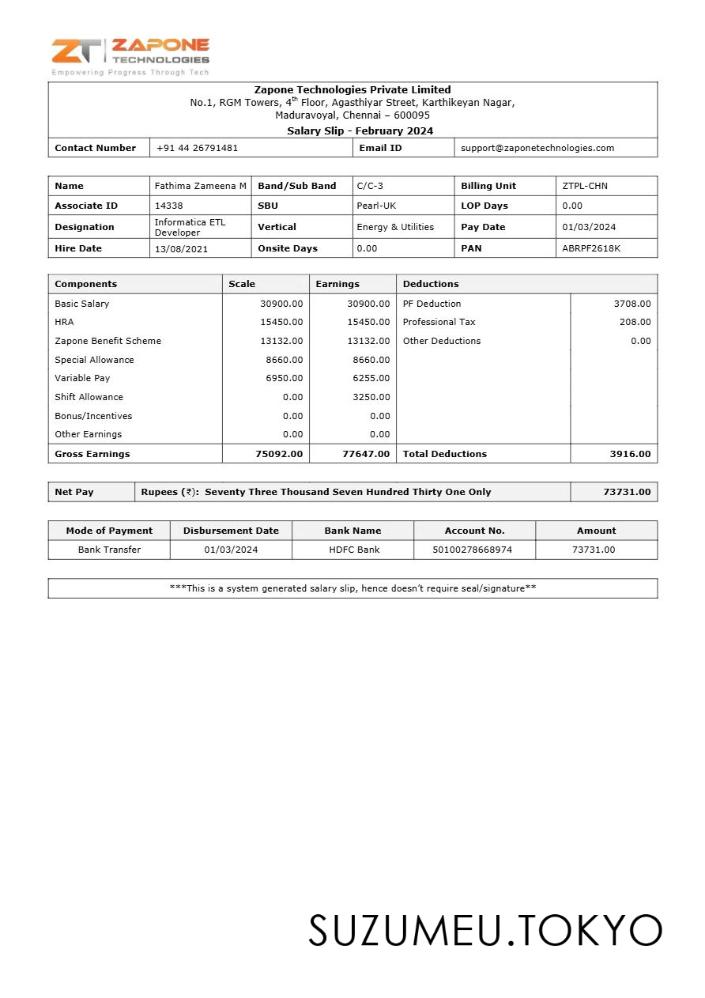 ZT ZAPONE
TECHNOLOGIES
Empowering Progress Through Tech
Zapone Technologies Private Limited
No.1, RGM Towers, 4th Floor, Agasthiyar Street, Karthikeyan Nagar,
Maduravoyal, Chennai – 600095
Salary Slip - February 2024
Contact Number +91 44 26791481 Email ID support@zaponetechnologies.com
Name Fathima Zameena M Band/Sub Band C/C-3 Billing Unit ZTPL-CHN
Associate ID 14338 SBU Pearl-UK LOP Days 0.00
Designation Informatica ETL Developer Vertical Energy & Utilities Pay Date 01/03/2024
Hire Date 13/08/2021 Onsite Days 0.00 PAN ABRPF2618K
Components Scale Earnings Deductions
Basic Salary 30900.00 30900.00 PF Deduction 3708.00
HRA 15450.00 15450.00 Professional Tax 208.00
Zapone Benefit Scheme 13132.00 13132.00 Other Deductions 0.00
Special Allowance 8660.00 8660.00
Variable Pay 6950.00 6255.00
Shift Allowance 0.00 3250.00
Bonus/Incentives 0.00 0.00
Other Earnings 0.00 0.00
Gross Earnings 75092.00 77647.00 Total Deductions 3916.00
Net Pay Rupees (₹): Seventy Three Thousand Seven Hundred Thirty One Only 73731.00
Mode of Payment Disbursement Date Bank Name Account No. Amount
Bank Transfer 01/03/2024 HDFC Bank 50100278668974 73731.00
***This is a system generated salary slip, hence doesn’t require seal/signature**
SUZUMEU.TOKYO